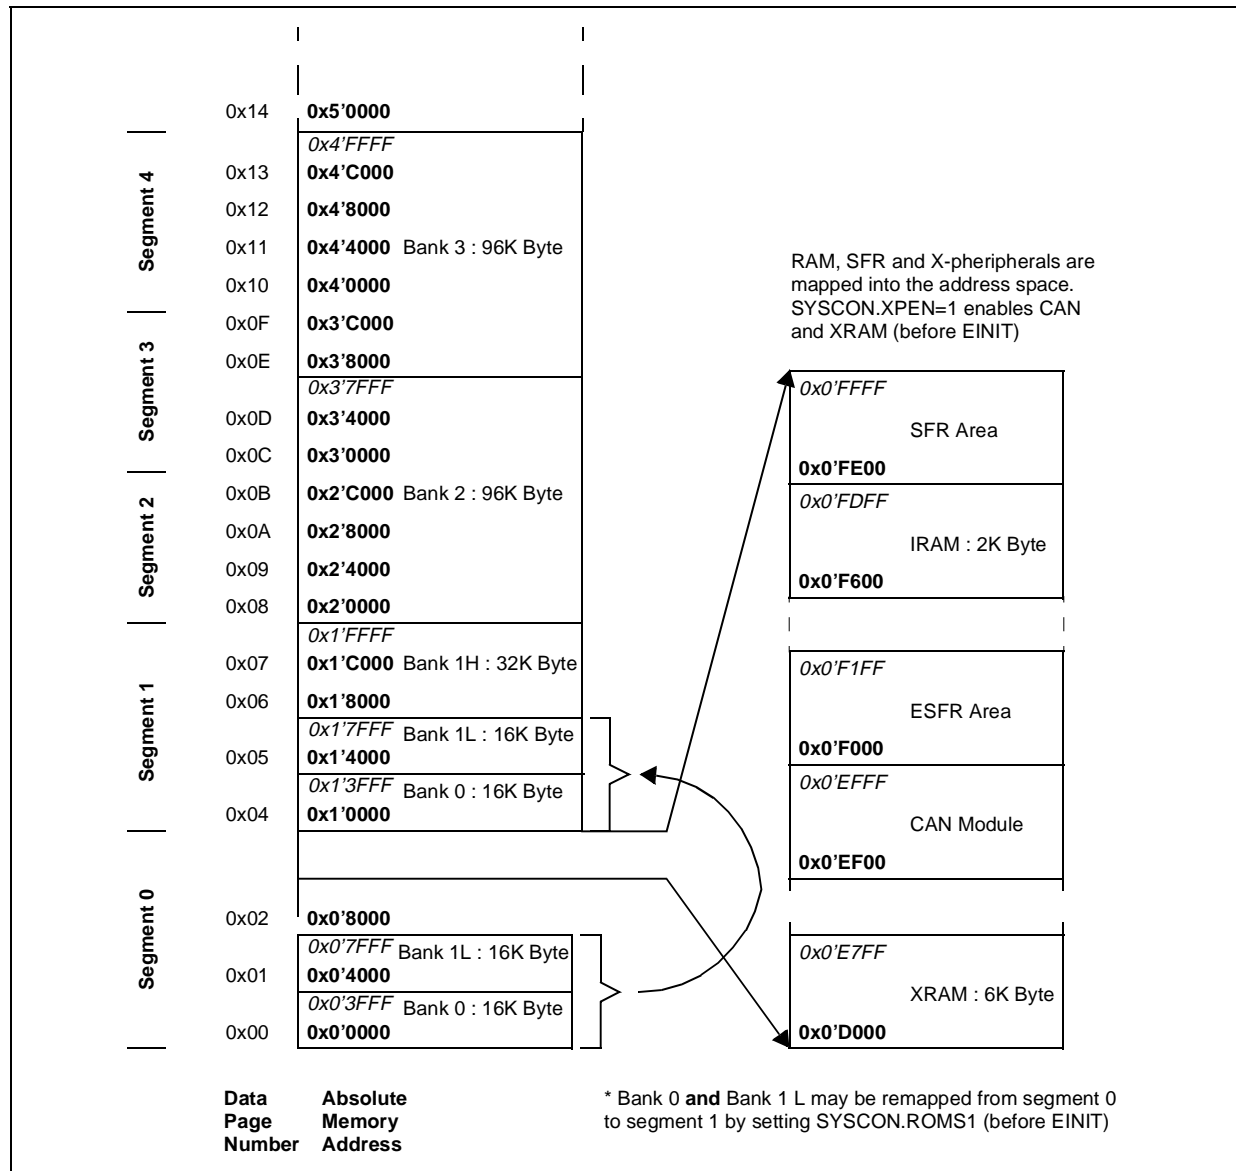 0x14 0x5'0000
0x4'FFFF
0x13 0x4'C000
0x12 0x4'8000
0x11 0x4'4000 Bank 3 : 96K Byte
0x10 0x4'0000
Segment 4
0x0F 0x3'C000
0x0E 0x3'8000
0x3'7FFF
0x0D 0x3'4000
0x0C 0x3'0000
Segment 3
0x0B 0x2'C000 Bank 2 : 96K Byte
0x0A 0x2'8000
0x09 0x2'4000
0x08 0x2'0000
Segment 2
0x1'FFFF
0x07 0x1'C000 Bank 1H : 32K Byte
0x06 0x1'8000
0x1'7FFF Bank 1L : 16K Byte
0x05 0x1'4000
0x1'3FFF Bank 0 : 16K Byte
0x04 0x1'0000
Segment 1
0x02 0x0'8000
0x0'7FFF Bank 1L : 16K Byte
0x01 0x0'4000
0x0'3FFF Bank 0 : 16K Byte
0x00 0x0'0000
Segment 0
Data Absolute
Page Memory
Number Address
RAM, SFR and X-pheripherals are
mapped into the address space.
SYSCON.XPEN=1 enables CAN
and XRAM (before EINIT)
0x0'FFFF
SFR Area
0x0'FE00
0x0'FDFF
IRAM : 2K Byte
0x0'F600
0x0'F1FF
ESFR Area
0x0'F000
0x0'EFFF
CAN Module
0x0'EF00
0x0'E7FF
XRAM : 6K Byte
0x0'D000
* Bank 0 and Bank 1 L may be remapped from segment 0
to segment 1 by setting SYSCON.ROMS1 (before EINIT)